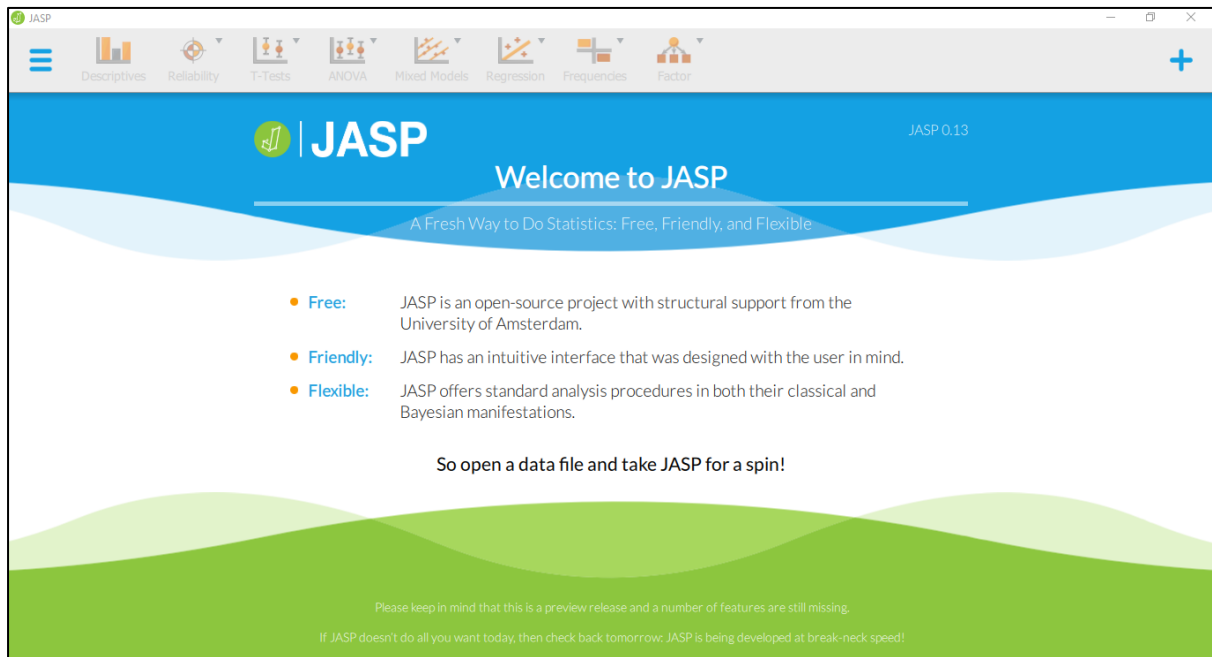 JASP
Descriptives Reliability T-Tests ANOVA Mixed Models Regression Frequencies Factor
JASP
JASP 0.13
Welcome to JASP
A Fresh Way to Do Statistics: Free, Friendly, and Flexible
Free: JASP is an open-source project with structural support from the
University of Amsterdam.
Friendly: JASP has an intuitive interface that was designed with the user in mind.
Flexible: JASP offers standard analysis procedures in both their classical and
Bayesian manifestations.
So open a data file and take JASP for a spin!
Please keep in mind that this is a preview release and a number of features are still missing.
If JASP doesn't do all you want today, then check back tomorrow: JASP is being developed at break-neck speed!